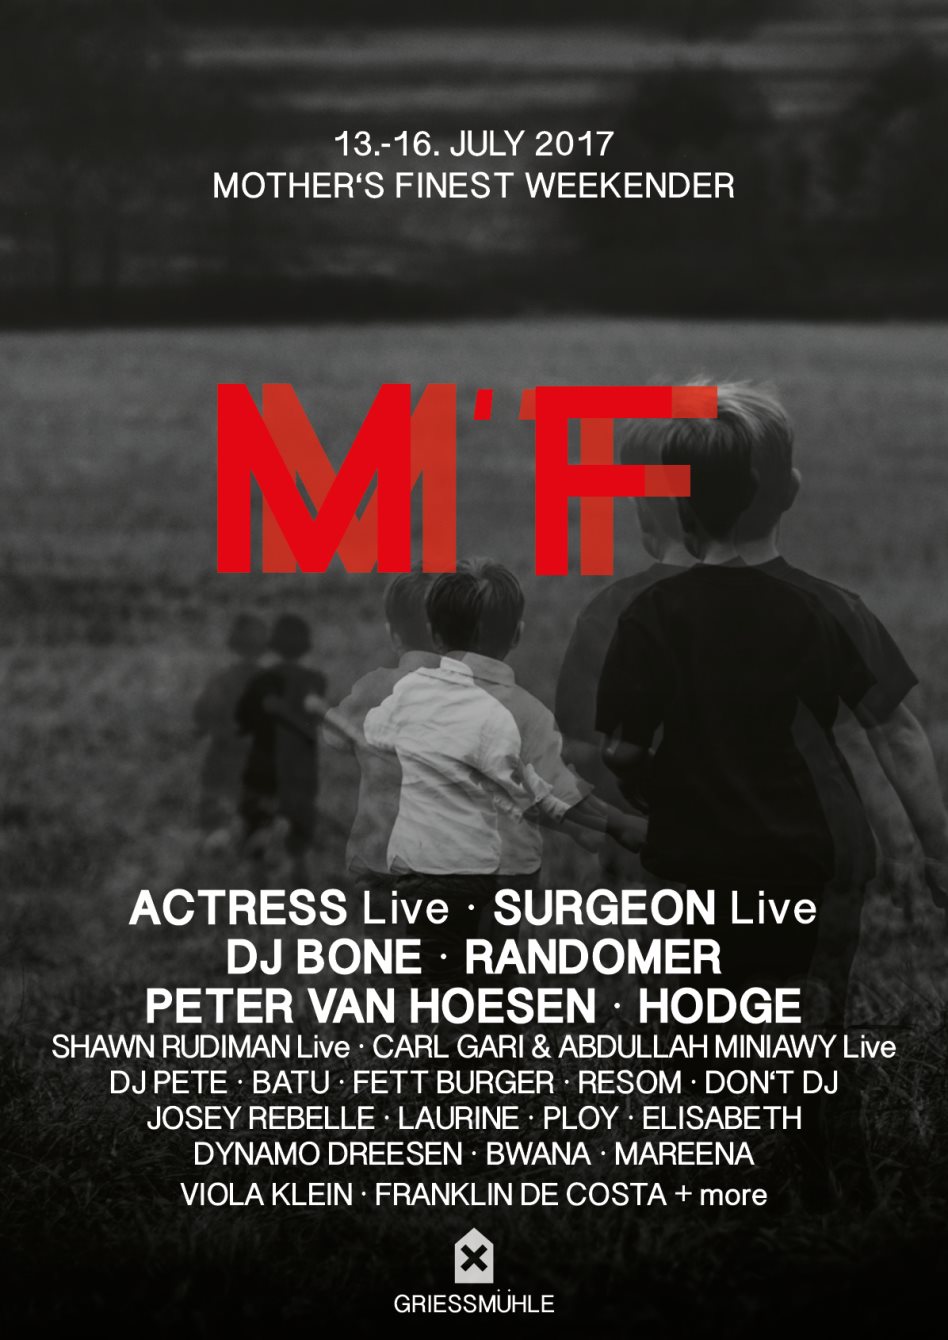 13.-16. JULY 2017
MOTHER‘S FINEST WEEKENDER
M'F
ACTRESS Live · SURGEON Live
DJ BONE · RANDOMER
PETER VAN HOESEN · HODGE
SHAWN RUDIMAN Live · CARL GARI & ABDULLAH MINIAWY Live
DJ PETE · BATU · FETT BURGER · RESOM · DON‘T DJ
JOSEY REBELLE · LAURINE · PLOY · ELISABETH
DYNAMO DREESEN · BWANA · MAREENA
VIOLA KLEIN · FRANKLIN DE COSTA + more
GRIESSMÜHLE